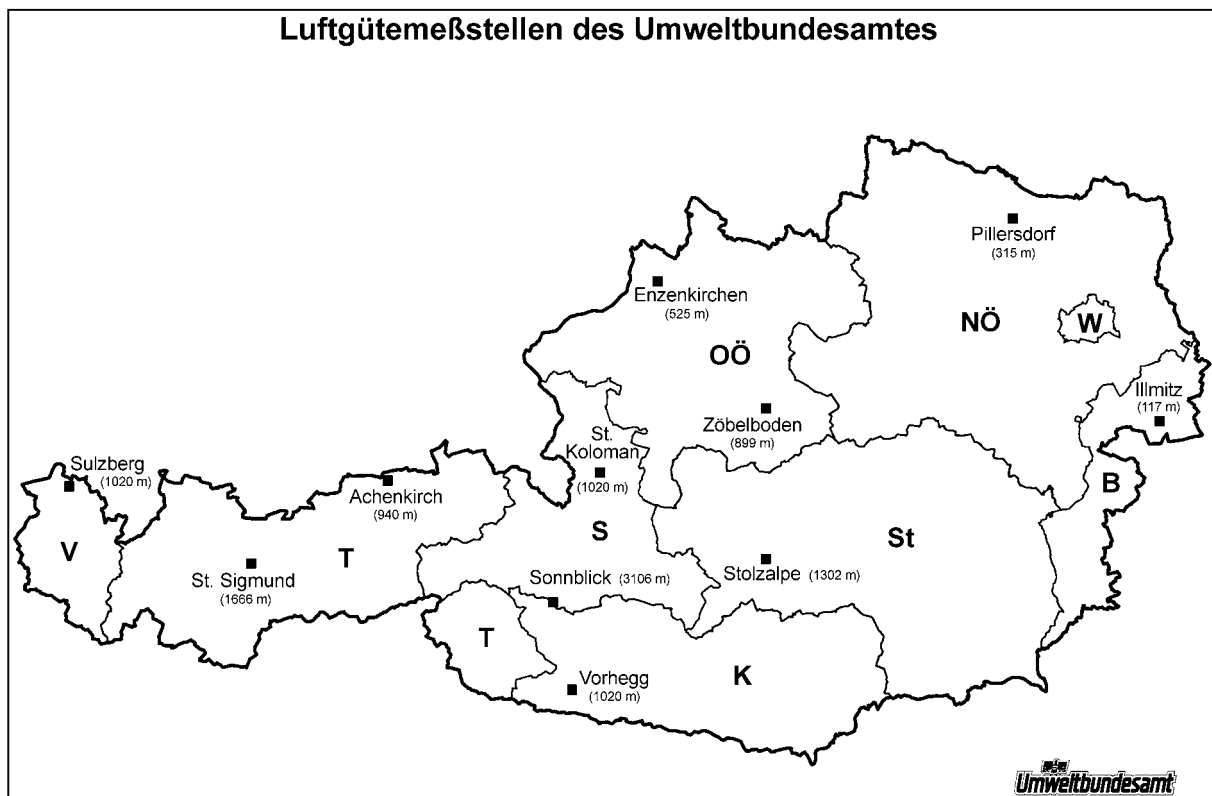 Luftgütemeßstellen des Umweltbundesamtes
Pillersdorf
(315 m)
Enzenkirchen
(525 m)
NÖ
W
OÖ
Illmitz
(117 m)
Zöbelboden
(899 m)
St.
Koloman
(1020 m)
Sulzberg
(1020 m)
Achenkirch
(940 m)
B
V
T
S
St
St. Sigmund
(1666 m)
Sonnblick (3106 m)
Stolzalpe (1302 m)
T
K
Vorhegg
(1020 m)
Umweltbundesamt